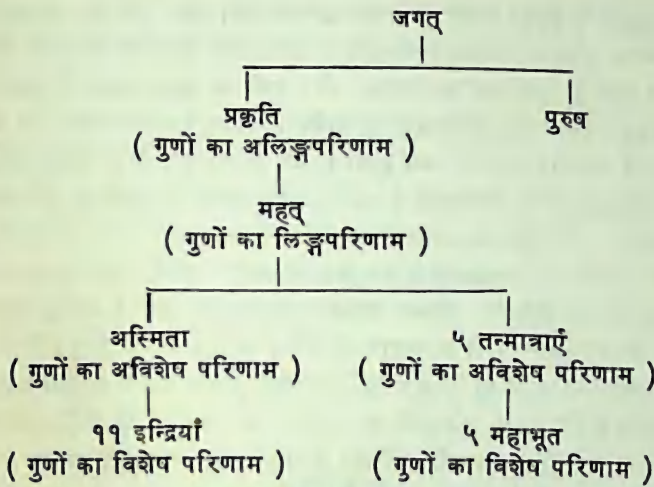 जगत्
प्रकृति पुरुष
( गुणों का अलिङ्गपरिणाम )
महत्
( गुणों का लिङ्गपरिणाम )
अस्मिता ५ तन्मात्राएँ
( गुणों का अविशेष परिणाम ) ( गुणों का अविशेष परिणाम )
११ इन्द्रियाँ ५ महाभूत
( गुणों का विशेष परिणाम ) ( गुणों का विशेष परिणाम )